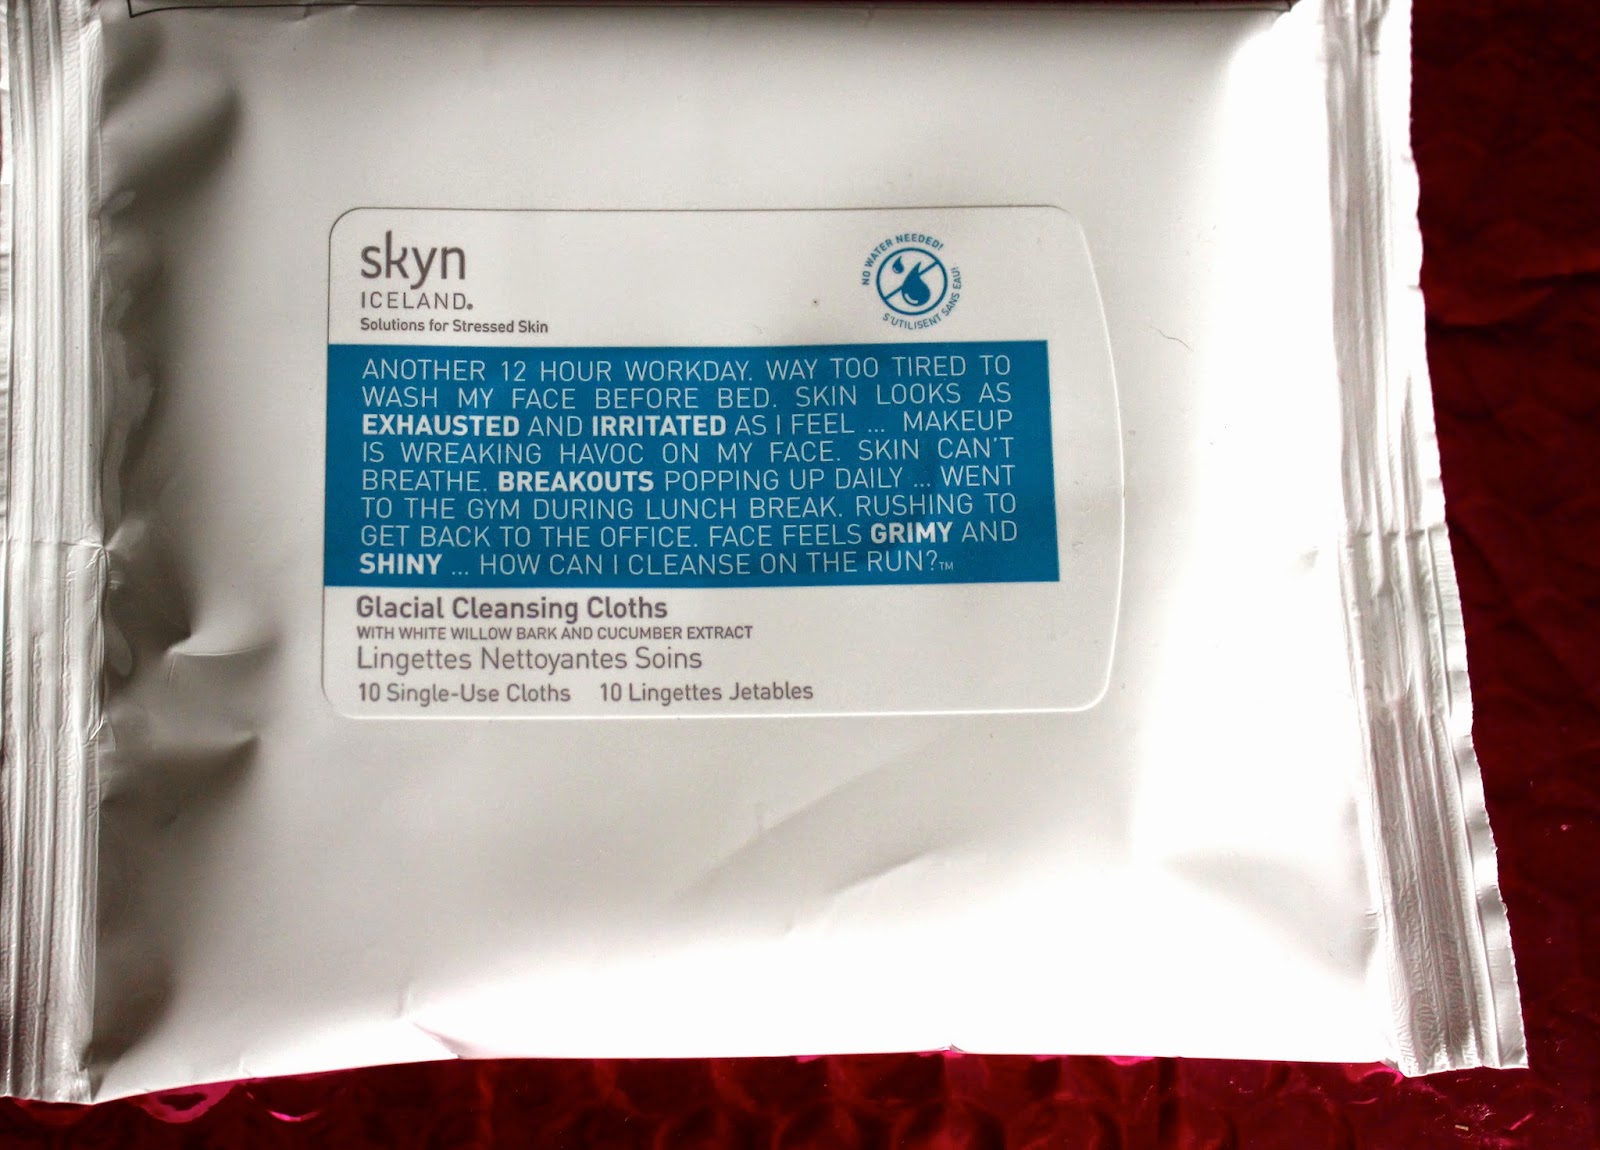 skyn
ICELAND®
Solutions for Stressed Skin
NO WATER NEEDED!
S'UTILISENT SANS EAU!
ANOTHER 12 HOUR WORKDAY. WAY TOO TIRED TO
WASH MY FACE BEFORE BED. SKIN LOOKS AS
EXHAUSTED AND IRRITATED AS I FEEL ... MAKEUP
IS WREAKING HAVOC ON MY FACE. SKIN CAN'T
BREATHE. BREAKOUTS POPPING UP DAILY ... WENT
TO THE GYM DURING LUNCH BREAK. RUSHING TO
GET BACK TO THE OFFICE. FACE FEELS GRIMY AND
SHINY ... HOW CAN I CLEANSE ON THE RUN?™
Glacial Cleansing Cloths
WITH WHITE WILLOW BARK AND CUCUMBER EXTRACT
Lingettes Nettoyantes Soins
10 Single-Use Cloths 10 Lingettes Jetables